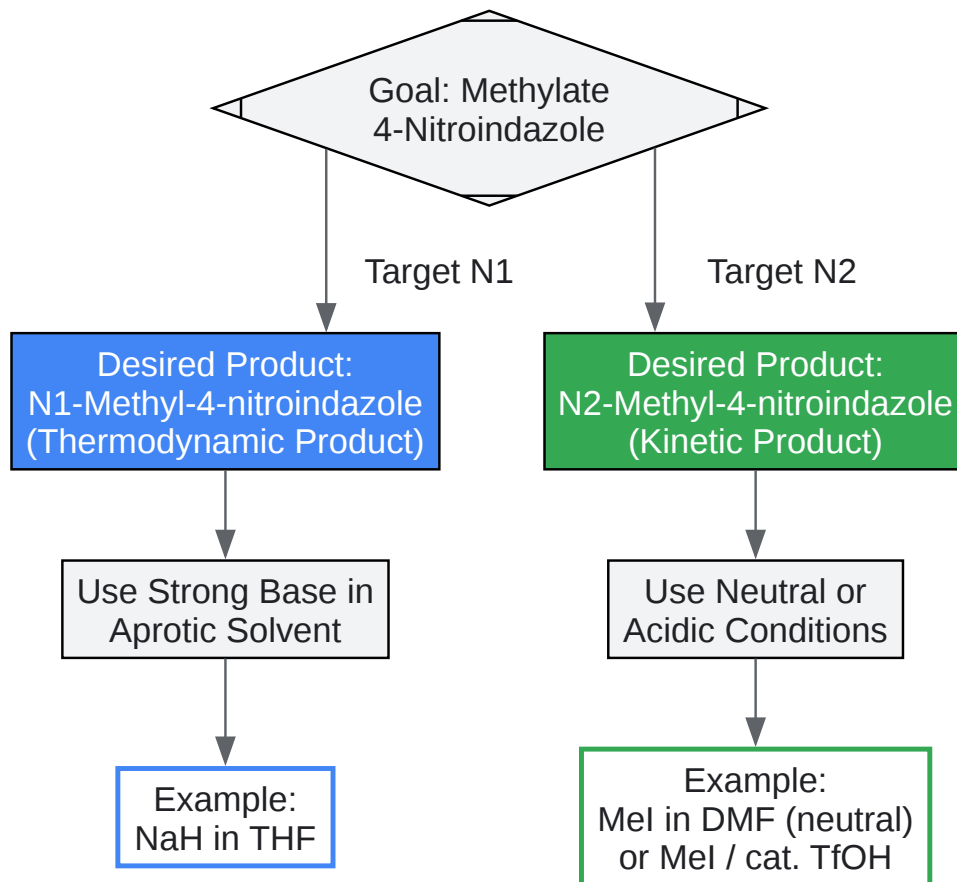 Goal: Methylate
4-Nitroindazole
Target N1
Target N2
Desired Product:
N1-Methyl-4-nitroindazole
(Thermodynamic Product)
Desired Product:
N2-Methyl-4-nitroindazole
(Kinetic Product)
Use Strong Base in
Aprotic Solvent
Use Neutral or
Acidic Conditions
Example:
NaH in THF
Example:
MeI in DMF (neutral)
or MeI / cat. TfOH